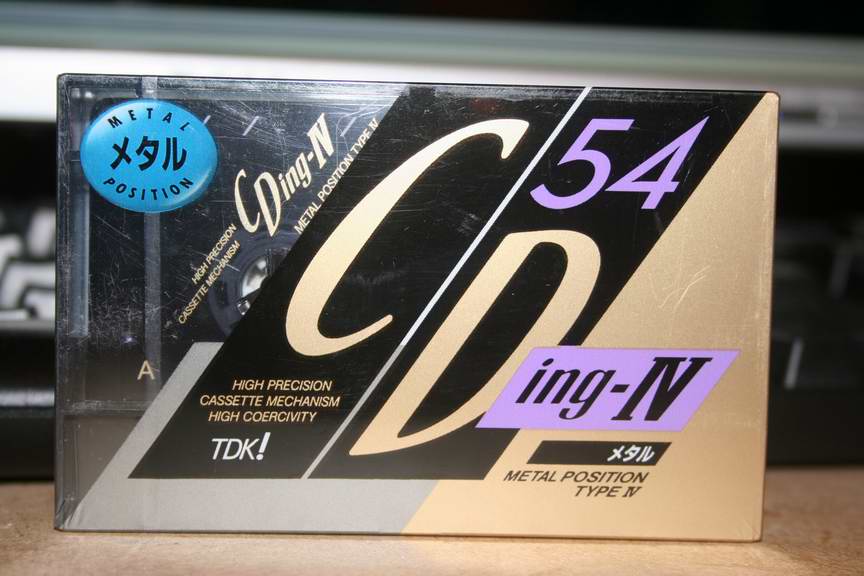 METAL
メタル
POSITION
CDing-IV
METAL POSITION TYPE IV
HIGH PRECISION
CASSETTE MECHANISM
A
CD
54
ing-IV
メタル
METAL POSITION
TYPE IV
HIGH PRECISION
CASSETTE MECHANISM
HIGH COERCIVITY
TDK!